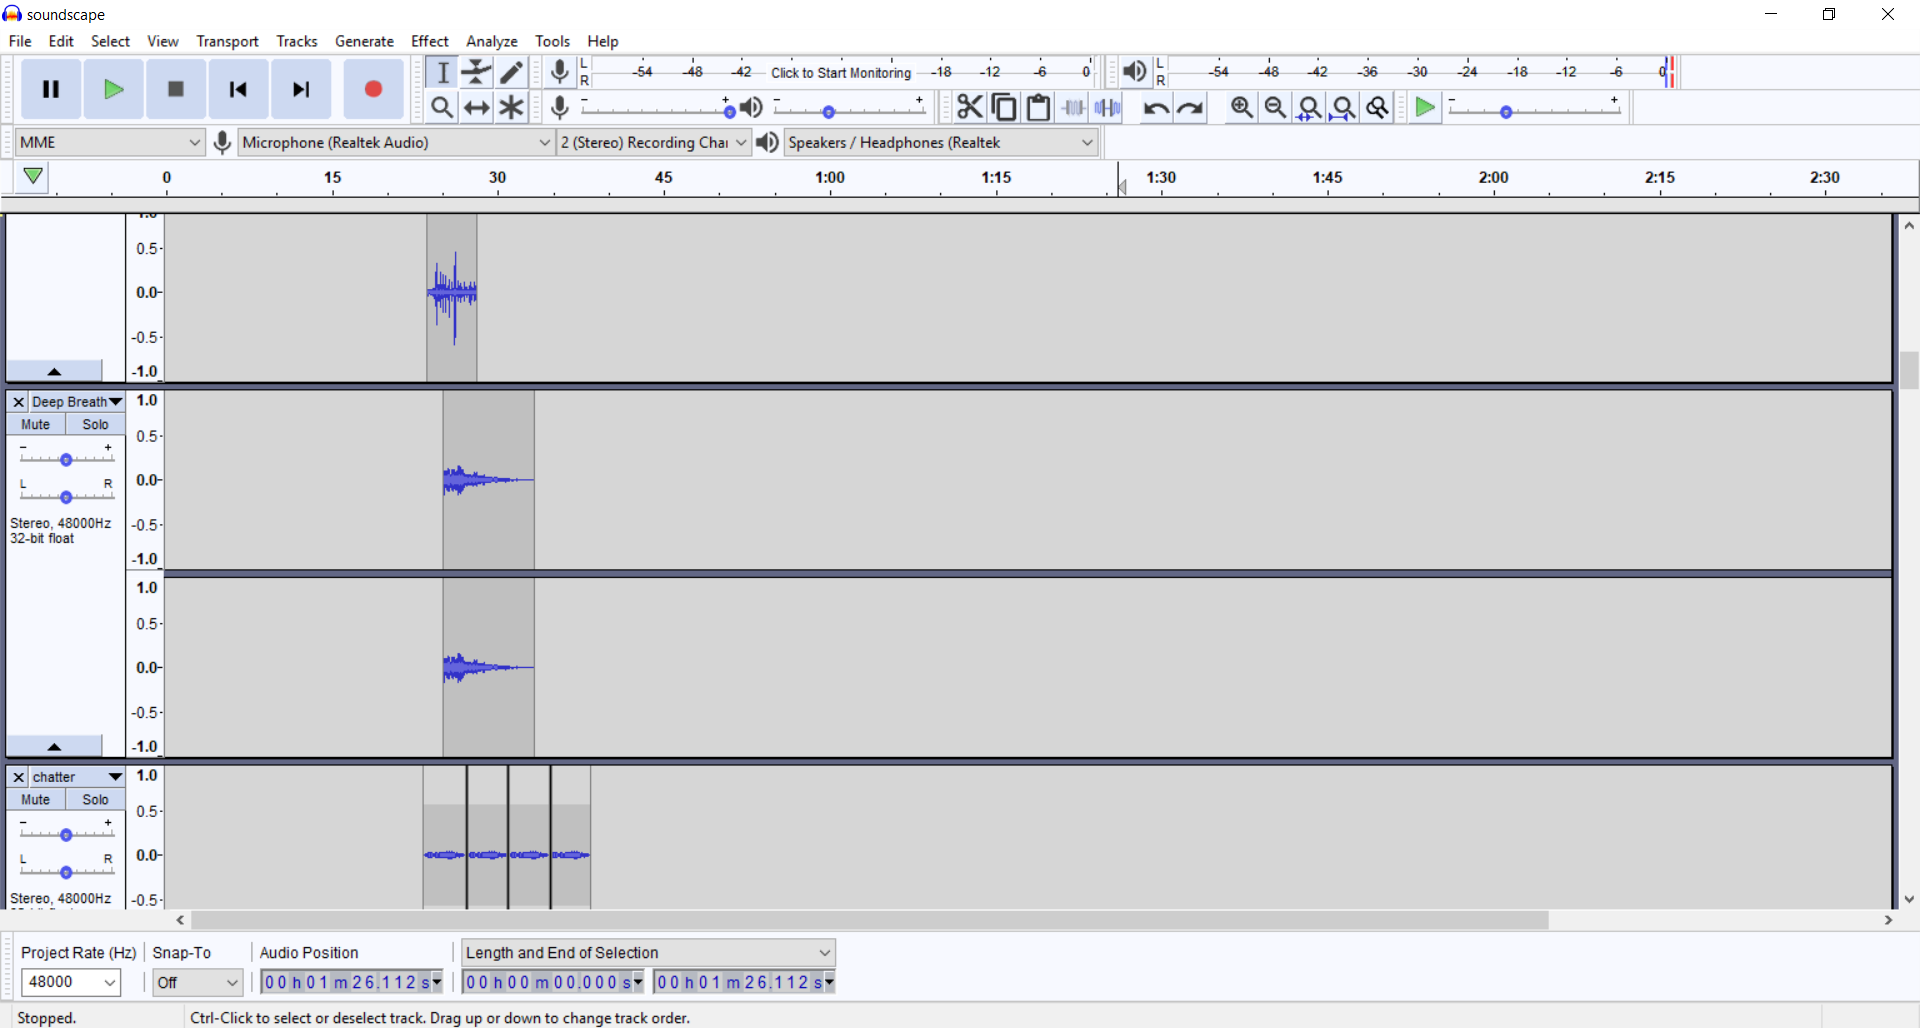 soundscape
File Edit Select View Transport Tracks Generate Effect Analyze Tools Help
L
R
-54 -48 -42 Click to Start Monitoring -18 -12 -6 0
L
R
-54 -48 -42 -36 -30 -24 -18 -12 -6 0
- +
- +
- +
MME
Microphone (Realtek Audio)
2 (Stereo) Recording Chai
Speakers / Headphones (Realtek
0 15 30 45 1:00 1:15 1:30 1:45 2:00 2:15 2:30
1.0
0.5
0.0
-0.5
-1.0
Deep Breath
Mute Solo
- +
L R
Stereo, 48000Hz
32-bit float
1.0
0.5
0.0
-0.5
-1.0
1.0
0.5
0.0
-0.5
-1.0
chatter
Mute Solo
- +
L R
Stereo, 48000Hz
1.0
0.5
0.0
-0.5
Project Rate (Hz) Snap-To Audio Position Length and End of Selection
48000 Off 00 h 01 m 26.112 s 00 h 00 m 00.000 s 00 h 01 m 26.112 s
Stopped. Ctrl-Click to select or deselect track. Drag up or down to change track order.